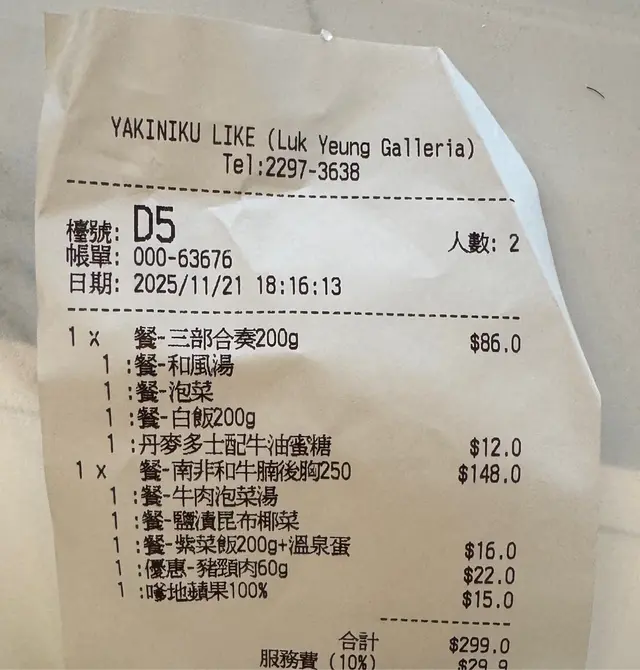 YAKINIKU LIKE (Luk Yeung Galleria)
Tel:2297-3638
檯號: D5 人數: 2
帳單: 000-63676
日期: 2025/11/21 18:16:13
1 x 餐-三部合奏200g $86.0
1 :餐-和風湯
1 :餐-泡菜
1 :餐-白飯200g
1 :丹麥多士配牛油蜜糖 $12.0
1 x 餐-南非和牛腩後胸250 $148.0
1 :餐-牛肉泡菜湯
1 :餐-鹽漬昆布椰菜
1 :餐-紫菜飯200g+溫泉蛋 $16.0
1 :優惠-豬頸肉60g $22.0
1 :嗲地蘋果100% $15.0
合計 $299.0
服務費 (10%) $29.9